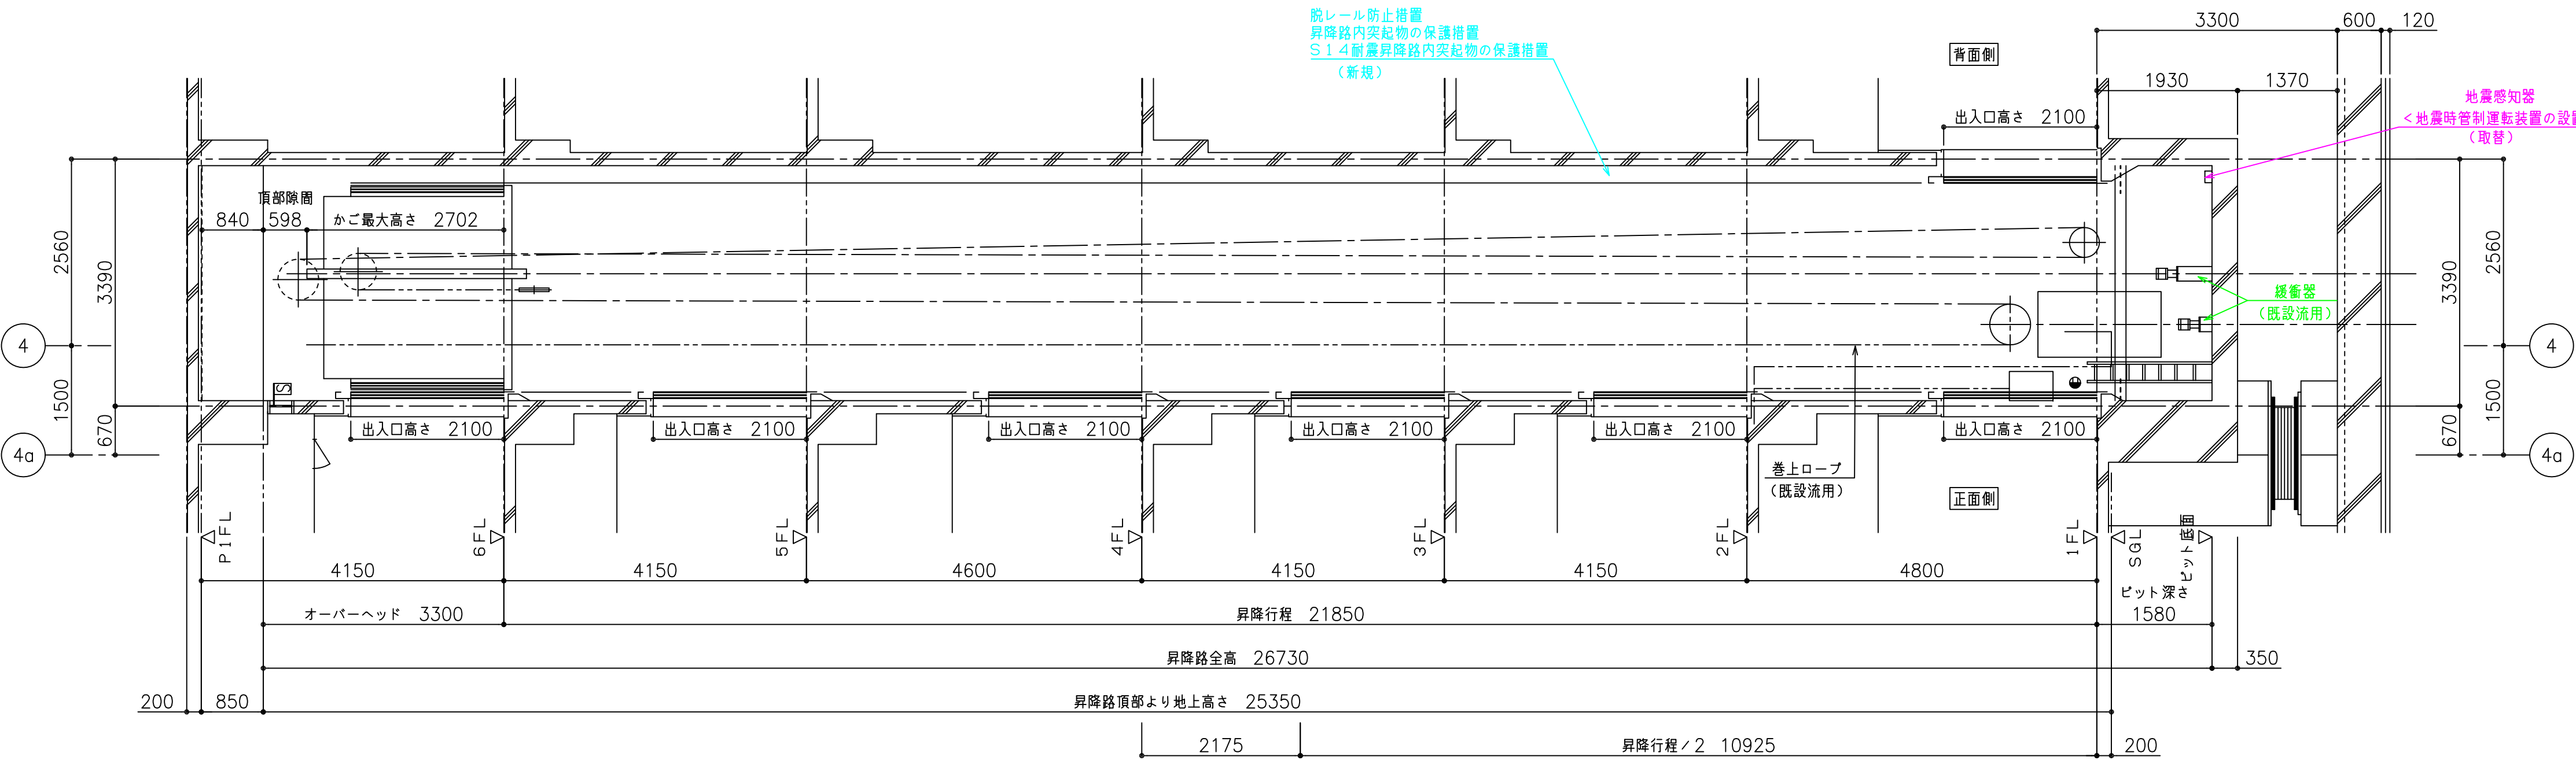 脱レール防止措置
昇降路内突起物の保護措置
S14耐震昇降路内突起物の保護措置
(新規)
背面側
3300
600
120
1930
1370
地震感知器
<地震時管制運転装置の設
(取替)
出入口高さ 2100
頂部隙間
840
598
かご最大高さ 2702
2560
3390
1500
670
4
4a
S
出入口高さ 2100
出入口高さ 2100
出入口高さ 2100
出入口高さ 2100
出入口高さ 2100
出入口高さ 2100
緩衝器
(既設流用)
3390
2560
1500
670
4
4a
巻上ロープ
(既設流用)
正面側
P1FL
6FL
5FL
4FL
3FL
2FL
1FL
SGL
ピット底面
4150
4150
4600
4150
4150
4800
オーバーヘッド 3300
昇降行程 21850
ピット深さ
1580
昇降路全高 26730
350
200
850
昇降路頂部より地上高さ 25350
2175
昇降行程/2 10925
200